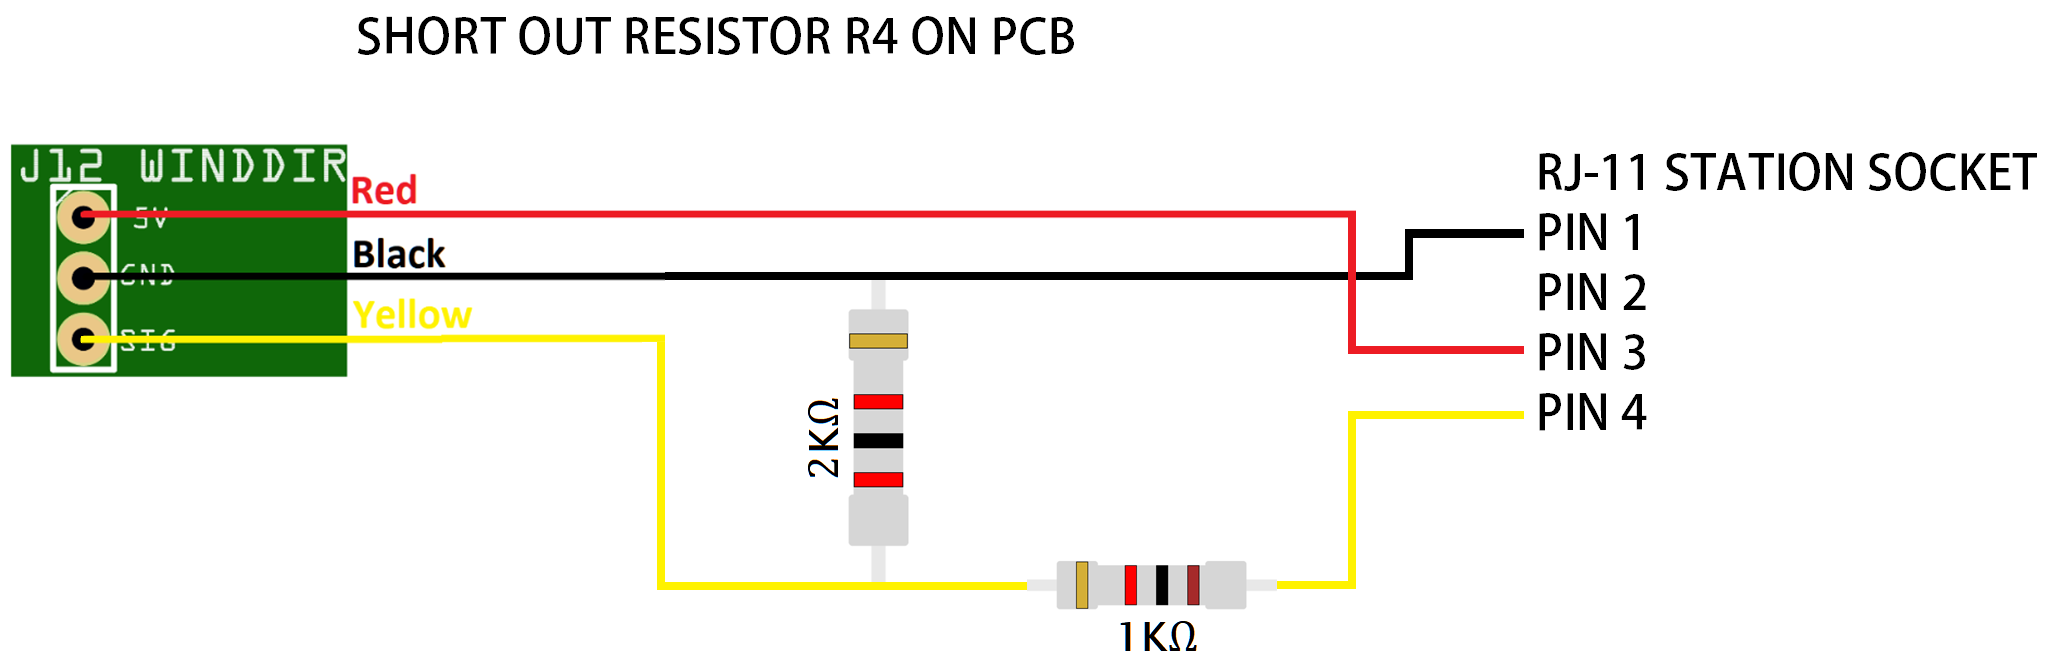 SHORT OUT RESISTOR R4 ON PCB
J12 WINDDIR
5V
GND
SIG
Red
Black
Yellow
2KΩ
1KΩ
RJ-11 STATION SOCKET
PIN 1
PIN 2
PIN 3
PIN 4